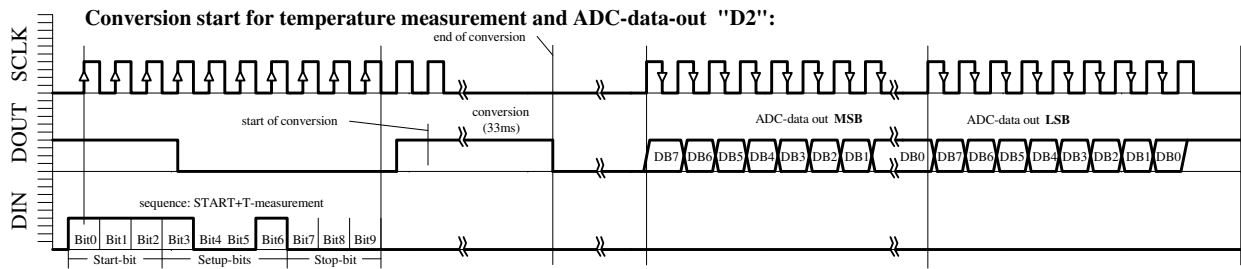 Conversion start for temperature measurement and ADC-data-out "D2":
end of conversion
SCLK
start of conversion
conversion
(33ms)
ADC-data out MSB
ADC-data out LSB
DOUT
DB7 DB6 DB5 DB4 DB3 DB2 DB1 DB0 DB7 DB6 DB5 DB4 DB3 DB2 DB1 DB0
sequence: START+T-measurement
DIN
Bit0 Bit1 Bit2 Bit3 Bit4 Bit5 Bit6 Bit7 Bit8 Bit9
Start-bit Setup-bits Stop-bit